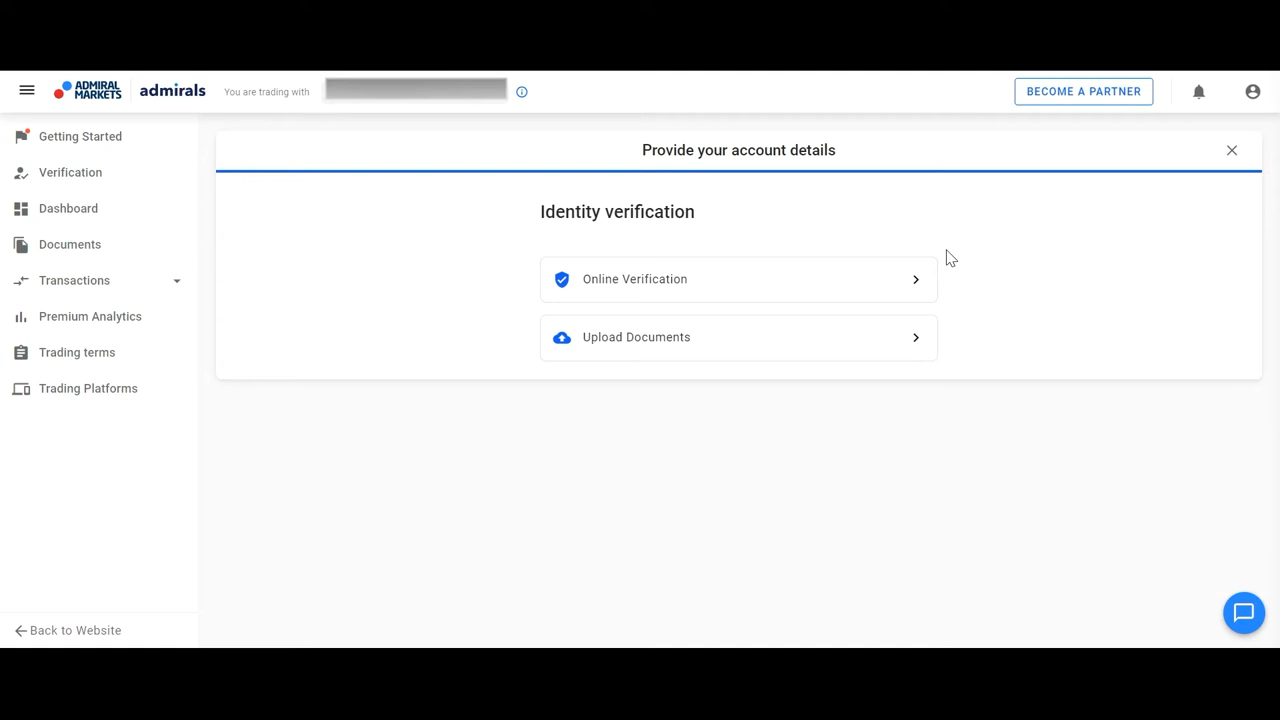 ADMIRAL
MARKETS
admirals
You are trading with
BECOME A PARTNER
Getting Started
Verification
Dashboard
Documents
Transactions
Premium Analytics
Trading terms
Trading Platforms
Back to Website
Provide your account details
Identity verification
Online Verification
Upload Documents